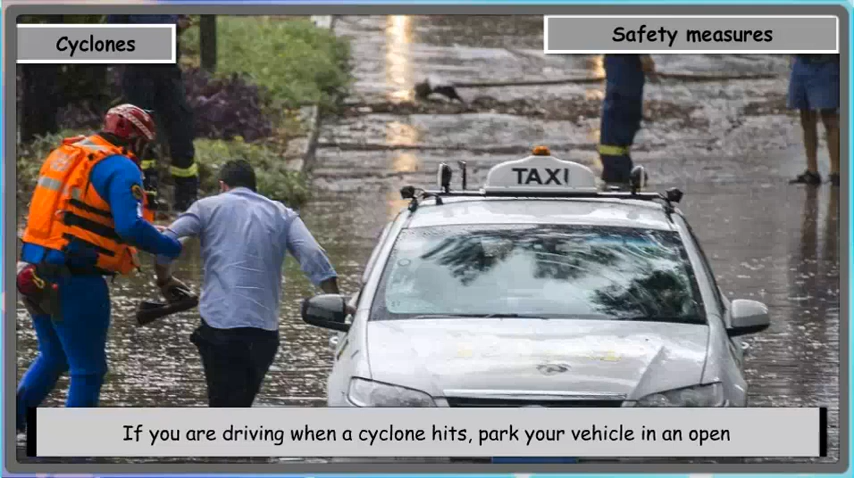 Cyclones
Safety measures
TAXI
If you are driving when a cyclone hits, park your vehicle in an open